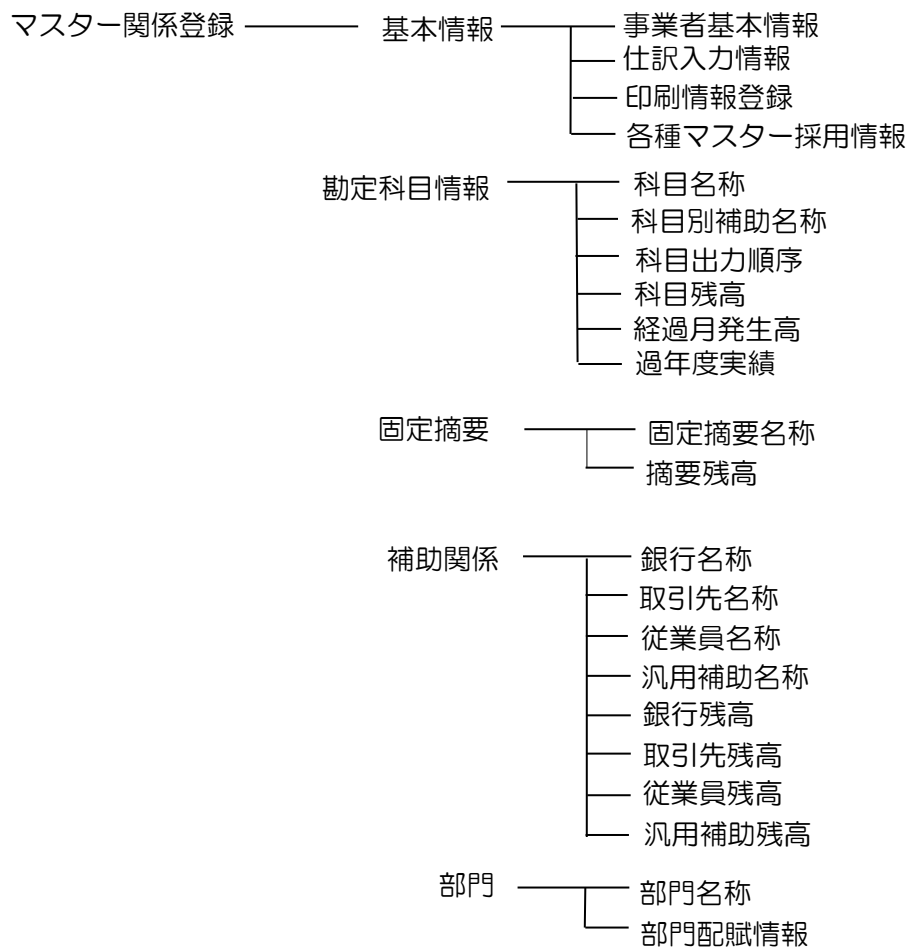 マスター関係登録 基本情報 事業者基本情報
仕訳入力情報
印刷情報登録
各種マスター採用情報
勘定科目情報 科目名称
科目別補助名称
科目出力順序
科目残高
経過月発生高
過年度実績
固定摘要 固定摘要名称
摘要残高
補助関係 銀行名称
取引先名称
従業員名称
汎用補助名称
銀行残高
取引先残高
従業員残高
汎用補助残高
部門 部門名称
部門配賦情報